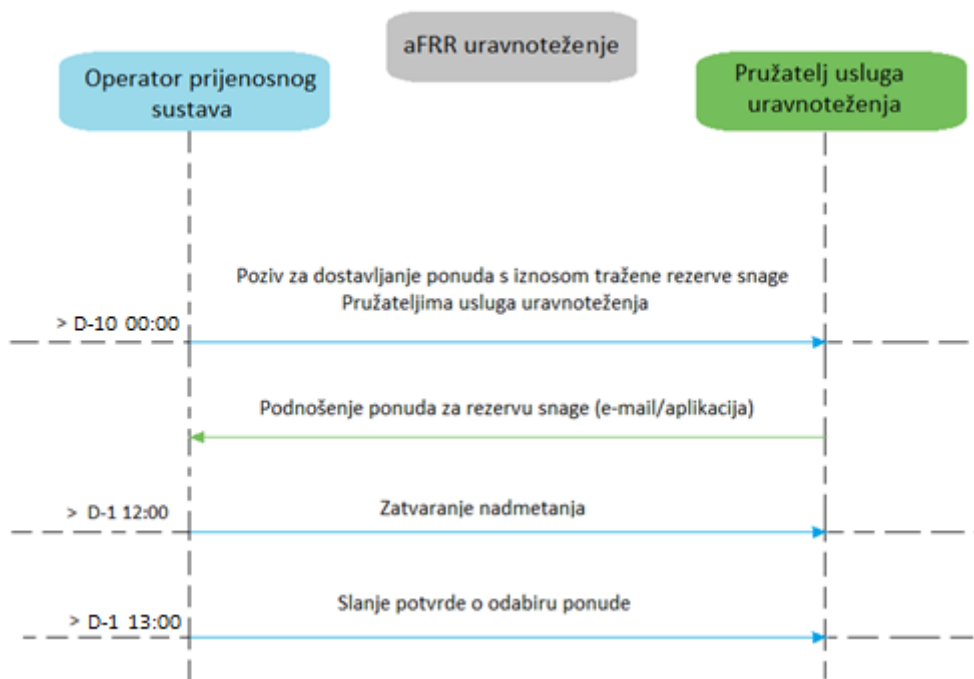 aFRR uravnoteženje
Operator prijenosnog
sustava
Pružatelj usluga
uravnoteženja
Poziv za dostavljanje ponuda s iznosom tražene rezerve snage
Pružateljima usluga uravnoteženja
> D-10 00:00
Podnošenje ponuda za rezervu snage (e-mail/aplikacija)
> D-1 12:00
Zatvaranje nadmetanja
Slanje potvrde o odabiru ponude
> D-1 13:00